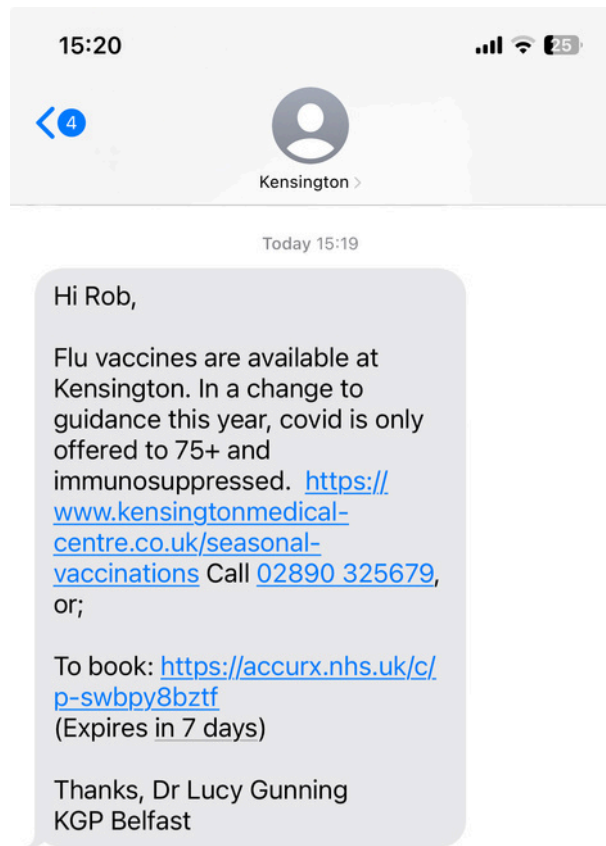 15:20
25
4
Kensington
Today 15:19
Hi Rob,
Flu vaccines are available at
Kensington. In a change to
guidance this year, covid is only
offered to 75+ and
immunosuppressed. https://
www.kensingtonmedical-
centre.co.uk/seasonal-
vaccinations Call 02890 325679,
or;
To book: https://accurx.nhs.uk/c/
p-swbpy8bztf
(Expires in 7 days)
Thanks, Dr Lucy Gunning
KGP Belfast